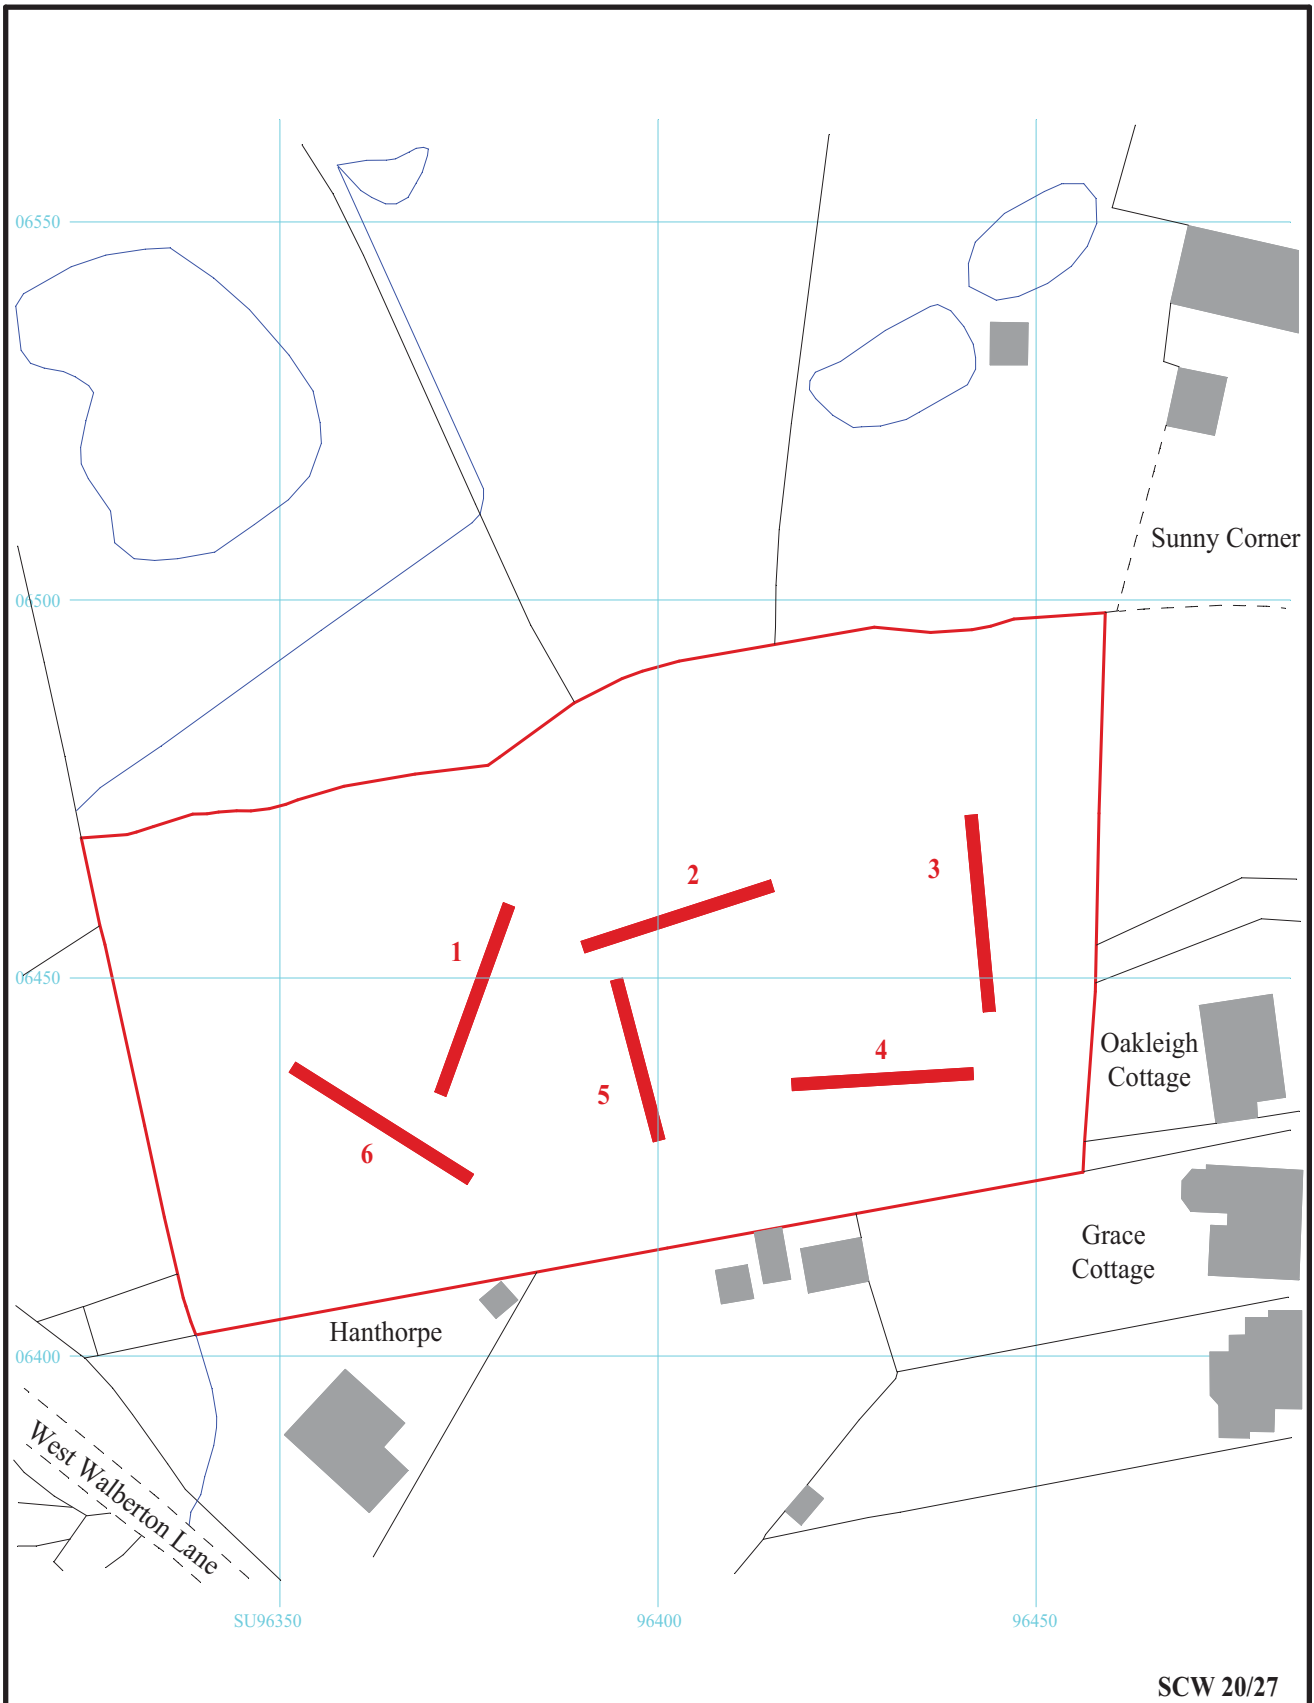 06550
Sunny Corner
06500
2
3
1
06450
Oakleigh
Cottage
4
5
6
Grace
Cottage
Hanthorpe
06400
West Walberton Lane
SU96350
96400
96450
SCW 20/27